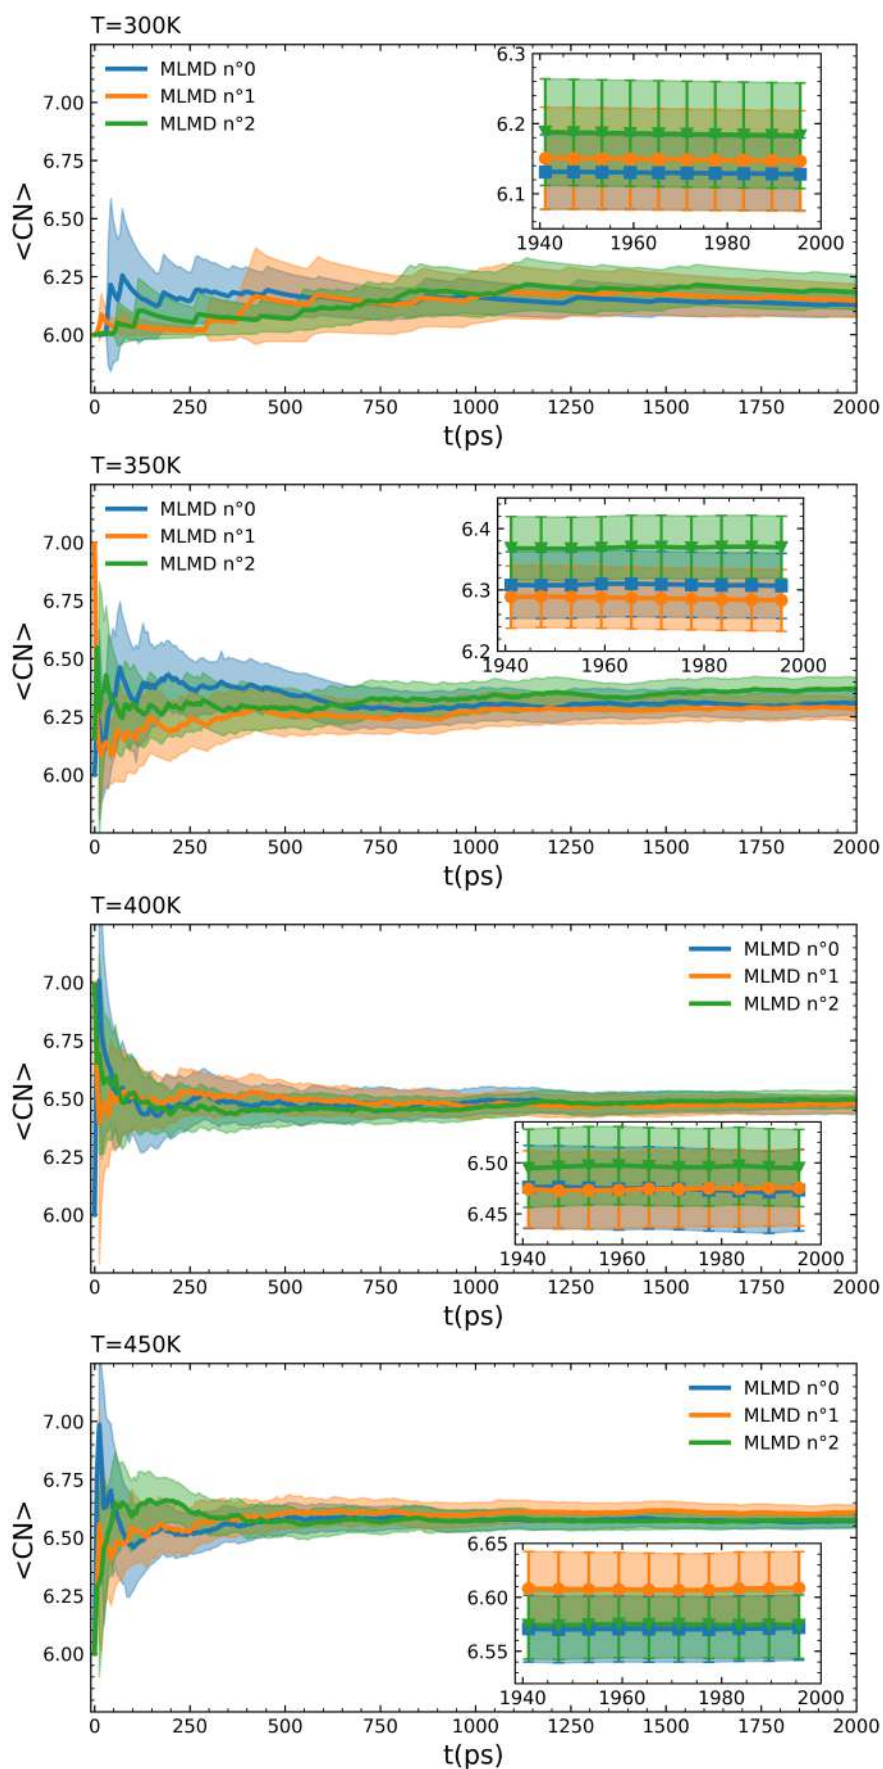 T=300K
<CN>
7.00
6.75
6.50
6.25
6.00
MLMD n°0
MLMD n°1
MLMD n°2
6.3
6.2
6.1
1940 1960 1980 2000
0 250 500 750 1000 1250 1500 1750 2000
t(ps)
T=350K
<CN>
7.00
6.75
6.50
6.25
6.00
MLMD n°0
MLMD n°1
MLMD n°2
6.4
6.3
6.2
1940 1960 1980 2000
0 250 500 750 1000 1250 1500 1750 2000
t(ps)
T=400K
<CN>
7.00
6.75
6.50
6.25
6.00
MLMD n°0
MLMD n°1
MLMD n°2
6.50
6.45
1940 1960 1980 2000
0 250 500 750 1000 1250 1500 1750 2000
t(ps)
T=450K
<CN>
7.00
6.75
6.50
6.25
6.00
MLMD n°0
MLMD n°1
MLMD n°2
6.65
6.60
6.55
1940 1960 1980 2000
0 250 500 750 1000 1250 1500 1750 2000
t(ps)